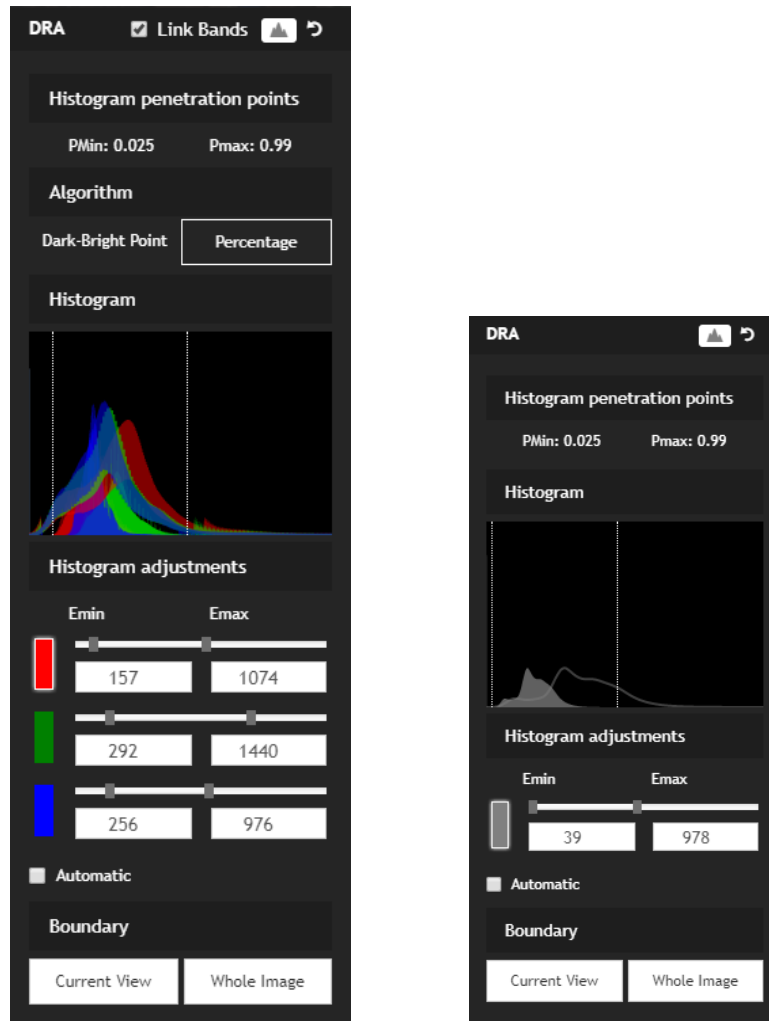 DRA Link Bands
Histogram penetration points
PMin: 0.025 Pmax: 0.99
Algorithm
Dark-Bright Point Percentage
Histogram
Histogram adjustments
Emin Emax
157 1074
292 1440
256 976
Automatic
Boundary
Current View Whole Image
DRA
Histogram penetration points
PMin: 0.025 Pmax: 0.99
Histogram
Histogram adjustments
Emin Emax
39 978
Automatic
Boundary
Current View Whole Image